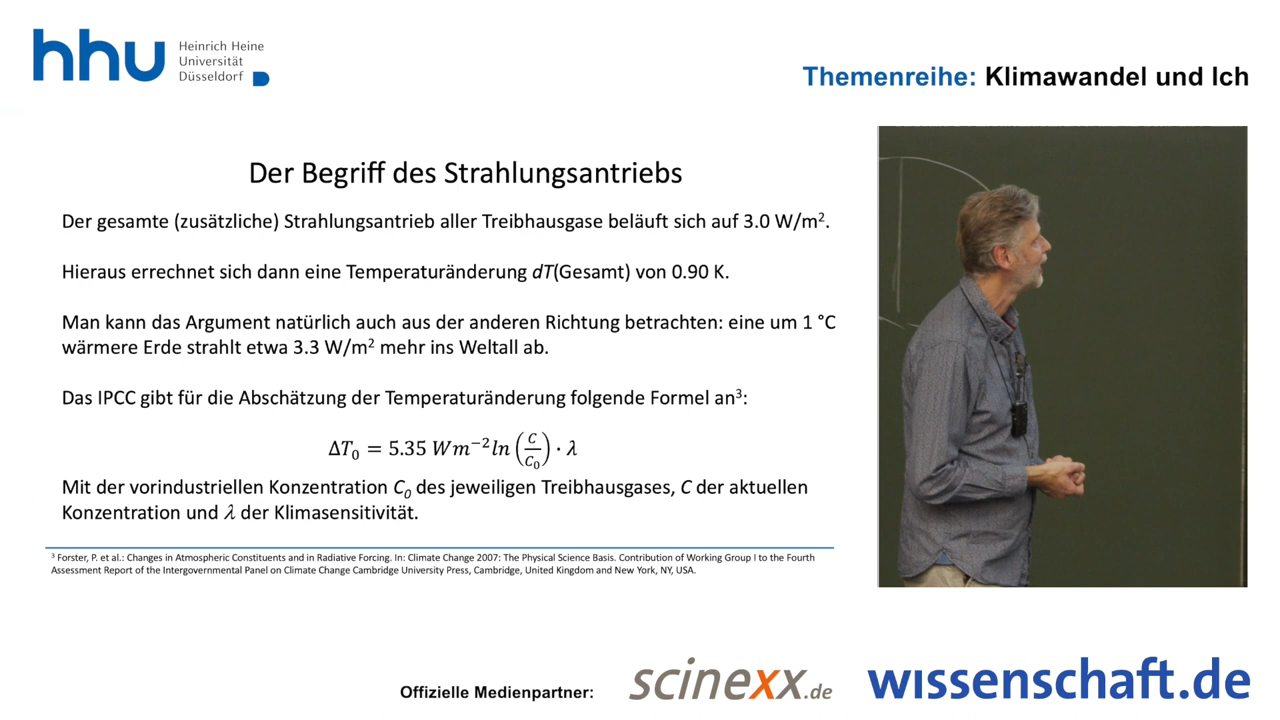 hhu Heinrich Heine
Universität
Düsseldorf
Themenreihe: Klimawandel und Ich
Der Begriff des Strahlungsantriebs
Der gesamte (zusätzliche) Strahlungsantrieb aller Treibhausgase beläuft sich auf 3.0 W/m².
Hieraus errechnet sich dann eine Temperaturänderung dT(Gesamt) von 0.90 K.
Man kann das Argument natürlich auch aus der anderen Richtung betrachten: eine um 1 °C
wärmere Erde strahlt etwa 3.3 W/m² mehr ins Weltall ab.
Das IPCC gibt für die Abschätzung der Temperaturänderung folgende Formel an³:
ΔT₀ = 5.35 Wm⁻²ln(C/C₀) · λ
Mit der vorindustriellen Konzentration C₀ des jeweiligen Treibhausgases, C der aktuellen
Konzentration und λ der Klimasensitivität.
³ Forster, P. et al.: Changes in Atmospheric Constituents and in Radiative Forcing. In: Climate Change 2007: The Physical Science Basis. Contribution of Working Group I to the Fourth
Assessment Report of the Intergovernmental Panel on Climate Change Cambridge University Press, Cambridge, United Kingdom and New York, NY, USA.
Offizielle Medienpartner: scinexx.de wissenschaft.de